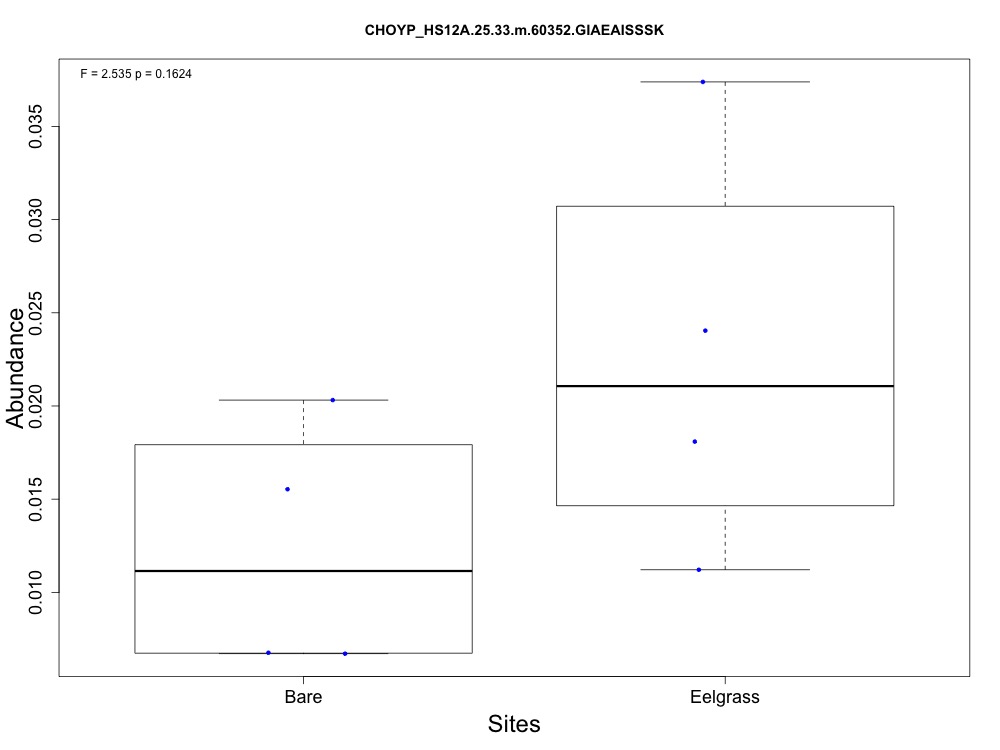 CHOYP_HS12A.25.33.m.60352.GIAEAISSSK
F = 2.535 p = 0.1624
0.035
0.030
0.025
0.020
0.015
0.010
Abundance
Bare Eelgrass
Sites